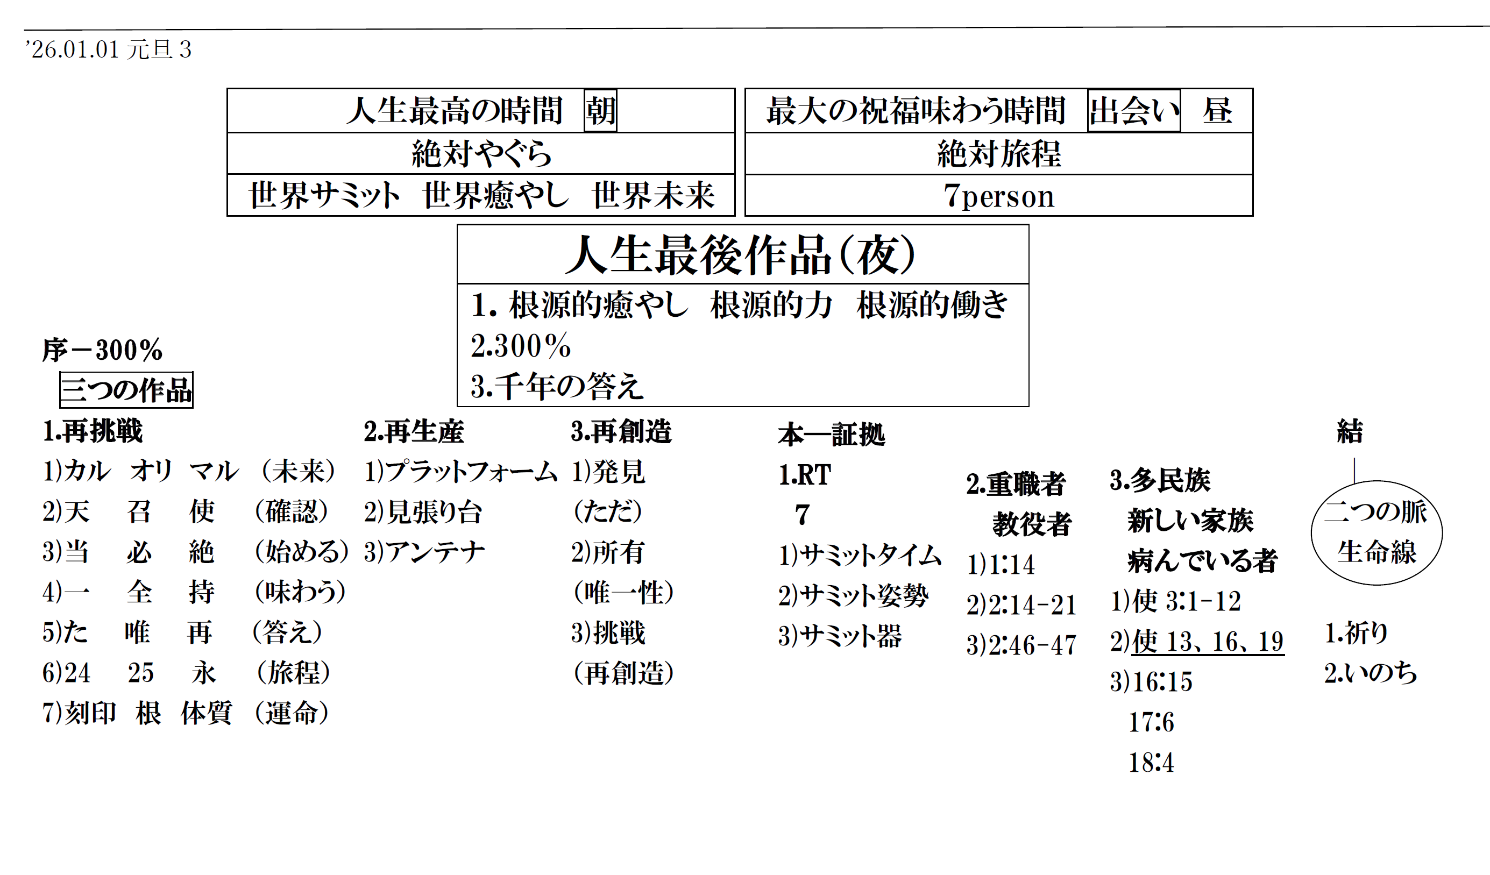 '26.01.01 元旦 3
人生最高の時間 朝
絶対やぐら
世界サミット 世界癒やし 世界未来
最大の祝福味わう時間 出会い 昼
絶対旅程
7person
人生最後作品(夜)
1. 根源的癒やし 根源的力 根源的働き
2.300%
3.千年の答え
序－300%
三つの作品
1.再挑戦
1)カル オリ マル (未来)
2)天 召 使 (確認)
3)当 必 絶 (始める)
4)一 全 持 (味わう)
5)た 唯 再 (答え)
6)24 25 永 (旅程)
7)刻印 根 体質 (運命)
2.再生産
1)プラットフォーム
2)見張り台
3)アンテナ
3.再創造
1)発見
(ただ)
2)所有
(唯一性)
3)挑戦
(再創造)
本―証拠
1.RT
7
1)サミットタイム
2)サミット姿勢
3)サミット器
2.重職者
教役者
1)1:14
2)2:14-21
3)2:46-47
3.多民族
新しい家族
病んでいる者
1)使 3:1-12
2)使 13、16、19
3)16:15
17:6
18:4
結
二つの脈
生命線
1.祈り
2.いのち